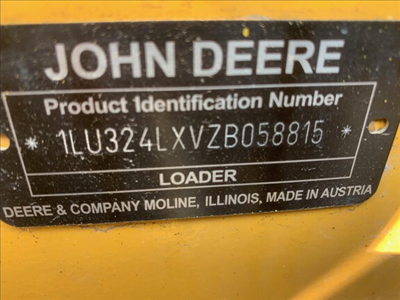 JOHN DEERE
Product Identification Number
* 1LU324LXVZB058815 *
LOADER
DEERE & COMPANY MOLINE, ILLINOIS, MADE IN AUSTRIA